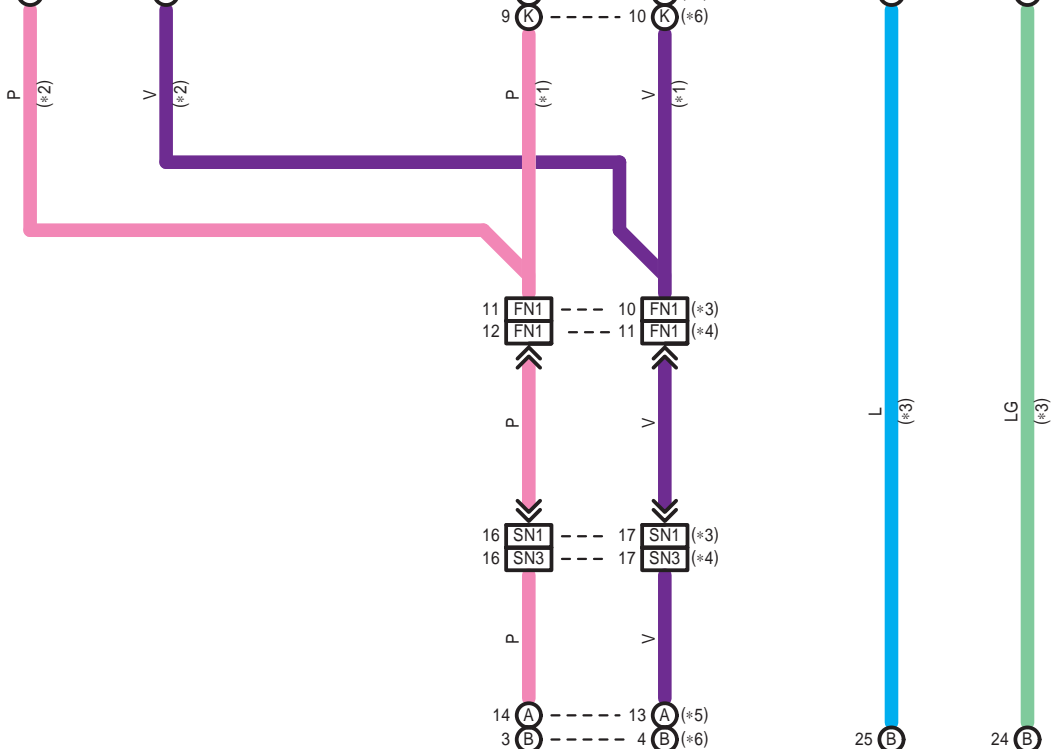 9 K 10 K (*6)
P (*2) V (*2) P (*1) V (*1)
11 FN1 10 FN1 (*3)
12 FN1 11 FN1 (*4)
P V L (*3) LG (*3)
16 SN1 17 SN1 (*3)
16 SN3 17 SN3 (*4)
P V
14 A 13 A (*5)
3 B 4 B (*6) 25 B 24 B